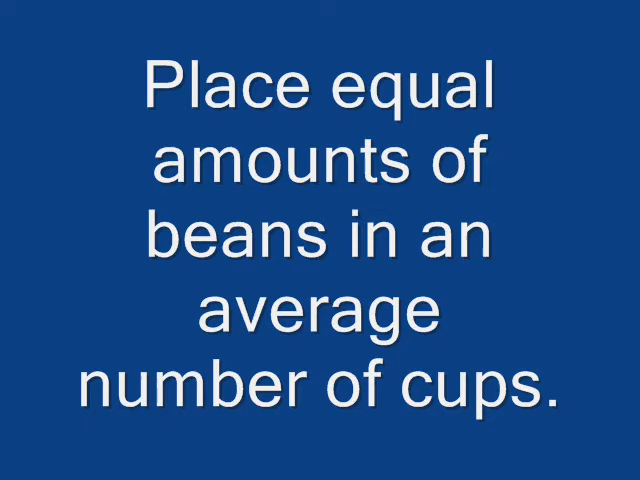 Place equal
amounts of
beans in an
average
number of cups.